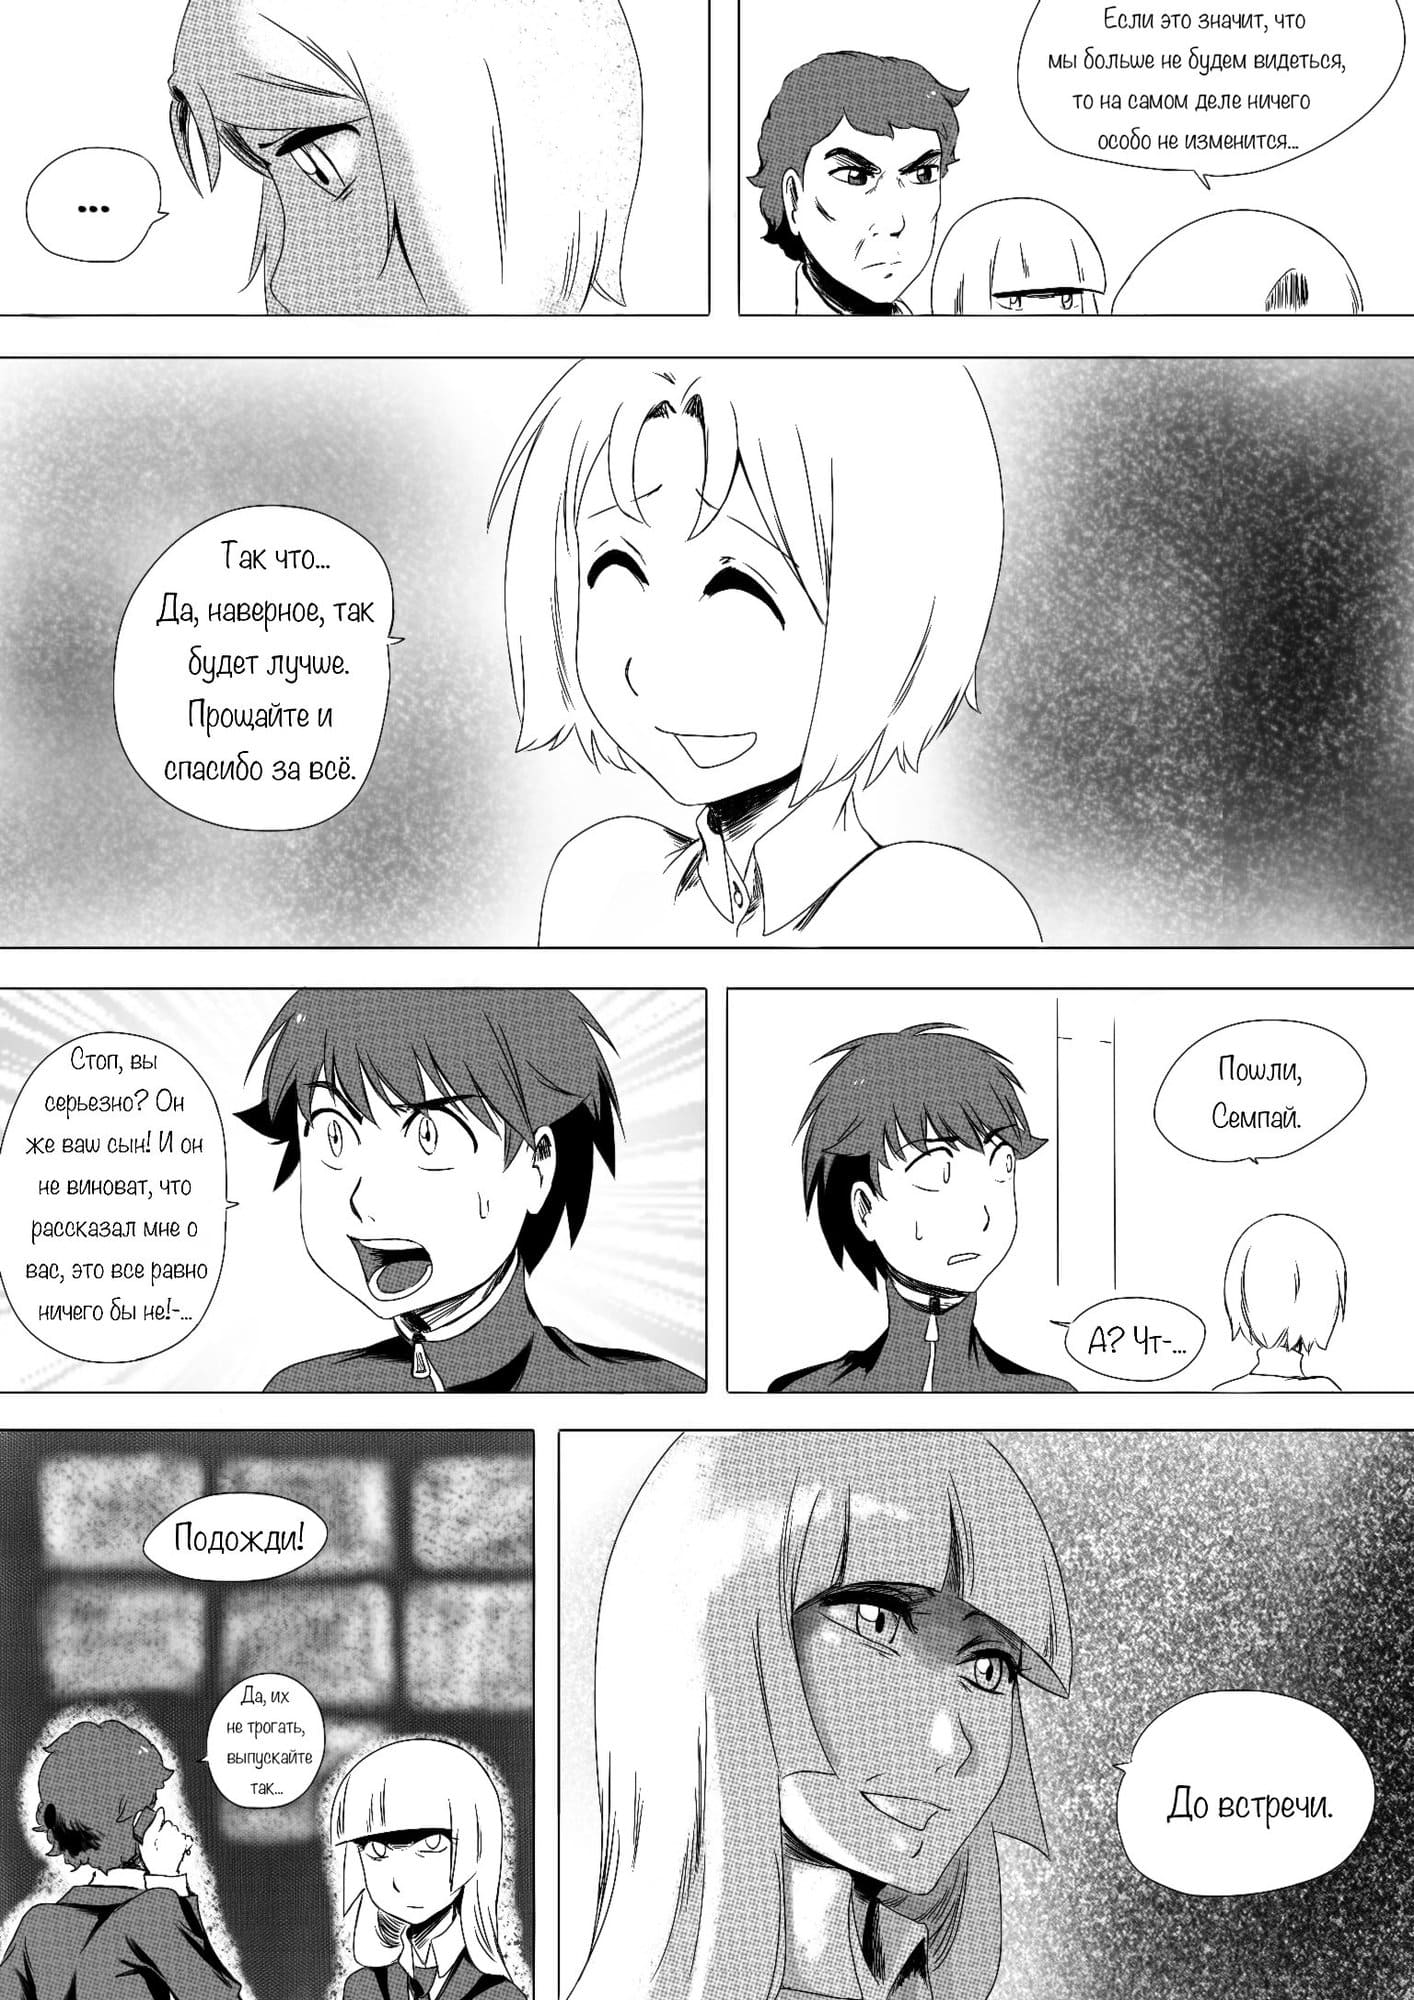 ...
Если это значит, что
мы больше не будем видеться,
то на самом деле ничего
особо не изменится...
Так что...
Да, наверное, так
будет лучше.
Прощайте и
спасибо за всё.
Стоп, вы
серьезно? Он
же ваш сын! И он
не виноват, что
рассказал мне о
вас, это все равно
ничего бы не!-...
Пошли,
Семпай.
А? Чт-...
Подожди!
Да, их
не трогать,
выпускайте
так...
До встречи.